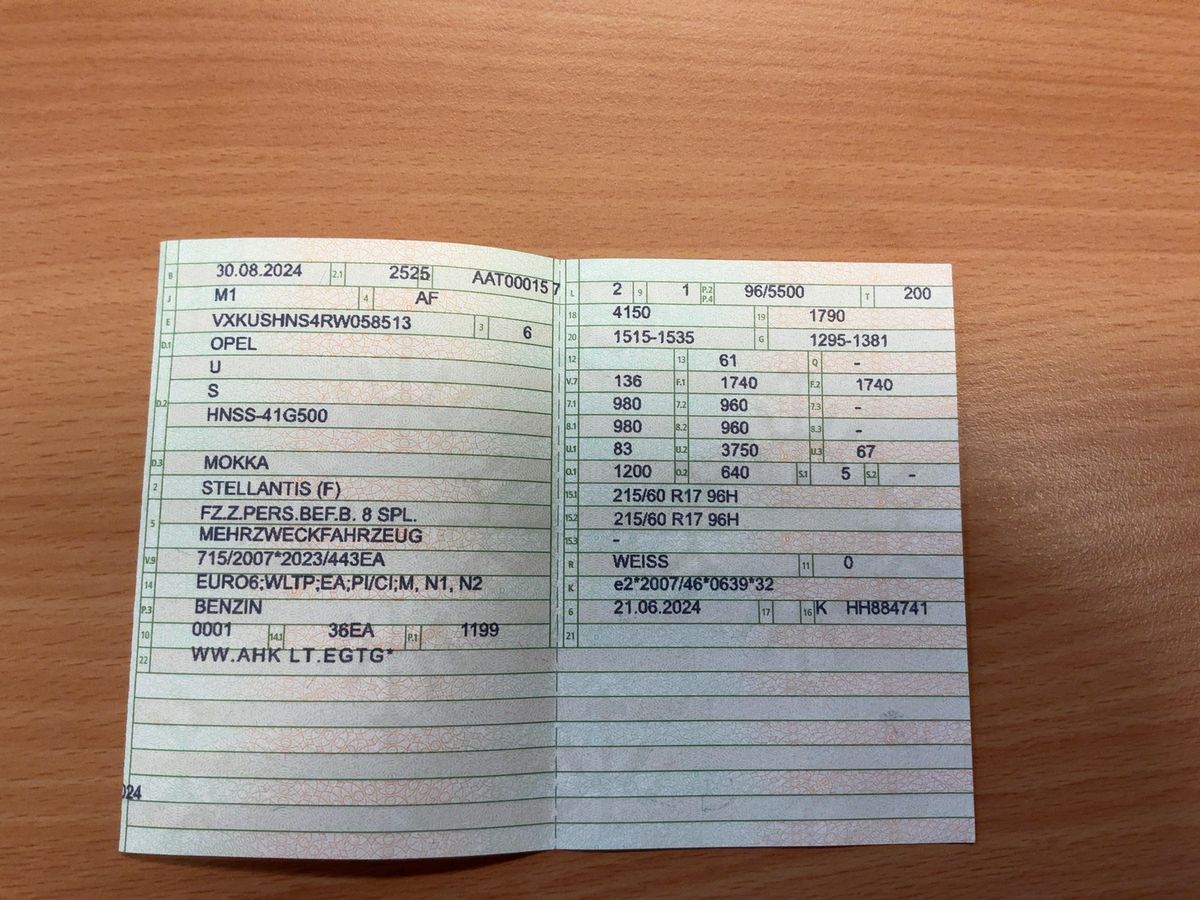 B 30.08.2024 2.1 2525 2.2 AAT00015 7
J M1 4 AF
E VXKUSHNS4RW058513 3 6
D.1 OPEL
U
D.2 S
HNSS-41G500
D.3 MOKKA
2 STELLANTIS (F)
5 FZ.Z.PERS.BEF.B. 8 SPL.
MEHRZWECKFAHRZEUG
V.9 715/2007*2023/443EA
14 EURO6;WLTP;EA;PI/CI;M, N1, N2
P.3 BENZIN
10 0001 14.1 36EA P.1 1199
22 WW.AHK LT.EGTG*
024
L 2 9 1 P.2 P.4 96/5500 T 200
18 4150 19 1790
20 1515-1535 G 1295-1381
12 13 61 Q -
V.7 136 F.1 1740 F.2 1740
7.1 980 7.2 960 7.3 -
8.1 980 8.2 960 8.3 -
U.1 83 U.2 3750 U.3 67
O.1 1200 O.2 640 S.1 5 S.2 -
15.1 215/60 R17 96H
15.2 215/60 R17 96H
15.3 -
R WEISS 11 0
K e2*2007/46*0639*32
6 21.06.2024 17 16 K HH884741
21